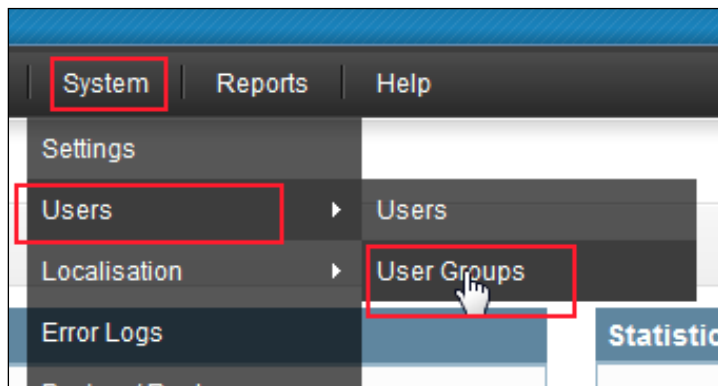 System Reports Help
Settings
Users Users
Localisation User Groups
Error Logs
Statistic